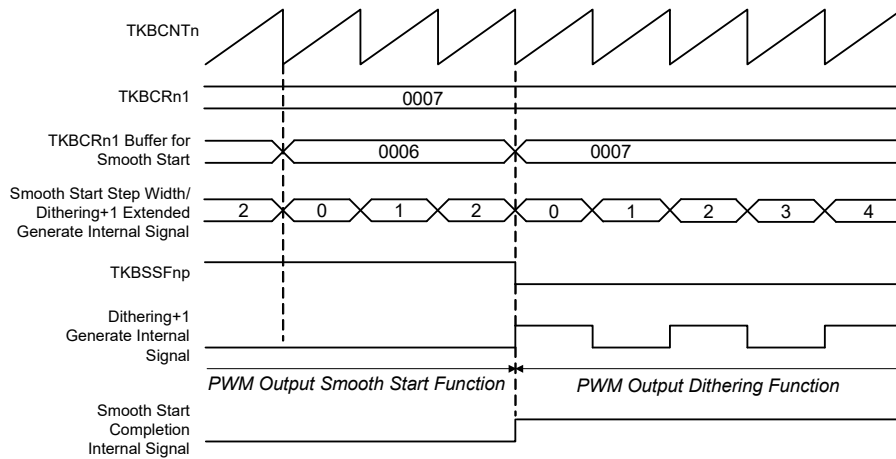 TKBCNTn
TKBCRn1
0007
TKBCRn1 Buffer for
Smooth Start
0006
0007
Smooth Start Step Width/
Dithering+1 Extended
Generate Internal Signal
2 0 1 2 0 1 2 3 4
TKBSSFnp
Dithering+1
Generate Internal
Signal
PWM Output Smooth Start Function
PWM Output Dithering Function
Smooth Start
Completion
Internal Signal